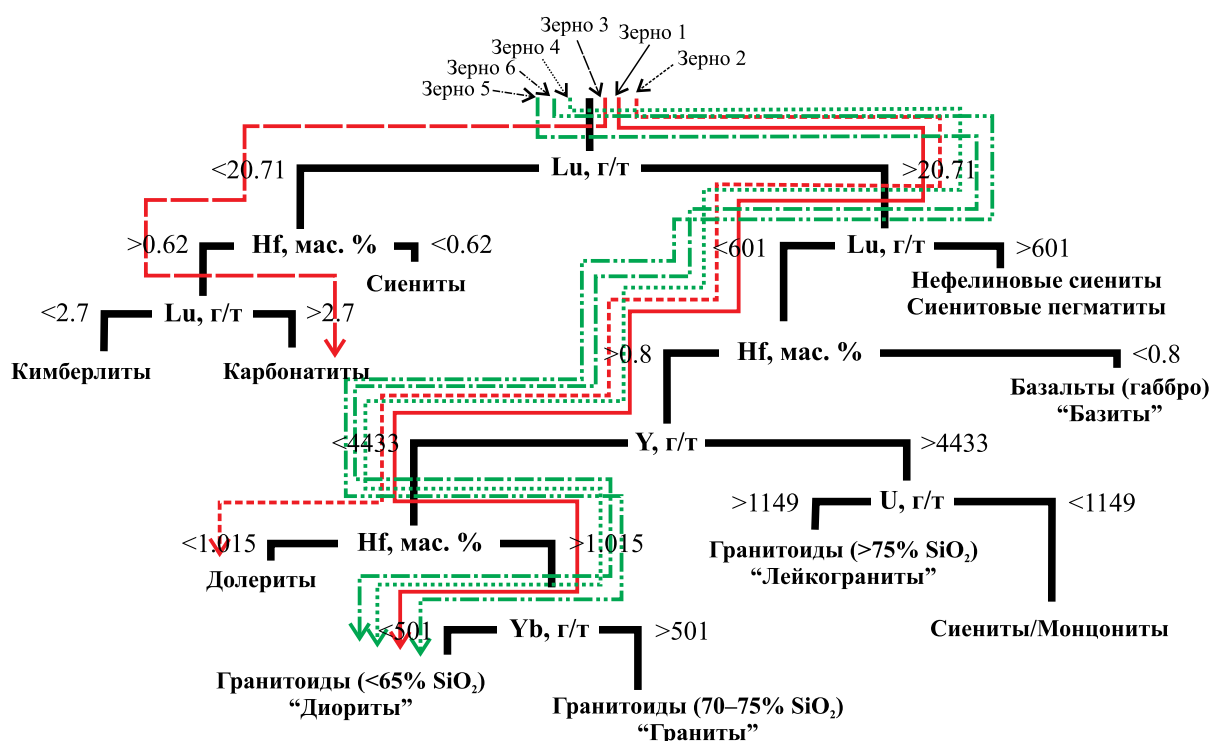 Зерно 3
Зерно 1
Зерно 4
Зерно 2
Зерно 6
Зерно 5
<20.71
Lu, г/т
>20.71
>0.62
Hf, мас. %
<0.62
<601
Lu, г/т
>601
Сиениты
Нефелиновые сиениты
Сиенитовые пегматиты
<2.7
Lu, г/т
>2.7
Кимберлиты
Карбонатиты
>0.8
Hf, мас. %
<0.8
Базальты (габбро)
“Базиты”
<4433
Y, г/т
>4433
>1149
U, г/т
<1149
<1.015
Hf, мас. %
>1.015
Гранитоиды (>75% SiO₂)
“Лейкограниты”
Долериты
<501
Yb, г/т
>501
Сиениты/Монцониты
Гранитоиды (<65% SiO₂)
“Диориты”
Гранитоиды (70–75% SiO₂)
“Граниты”